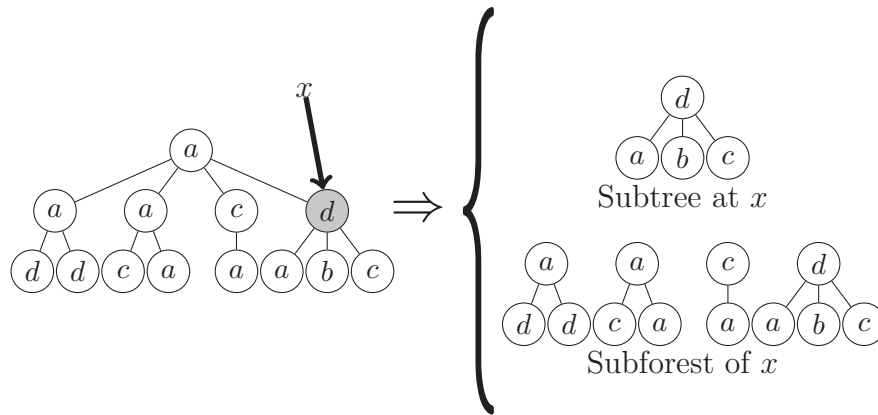 x
a
a a c d
d d c a a a b c
⇒
d
a b c
Subtree at x
a a c d
d d c a a a b c
Subforest of x